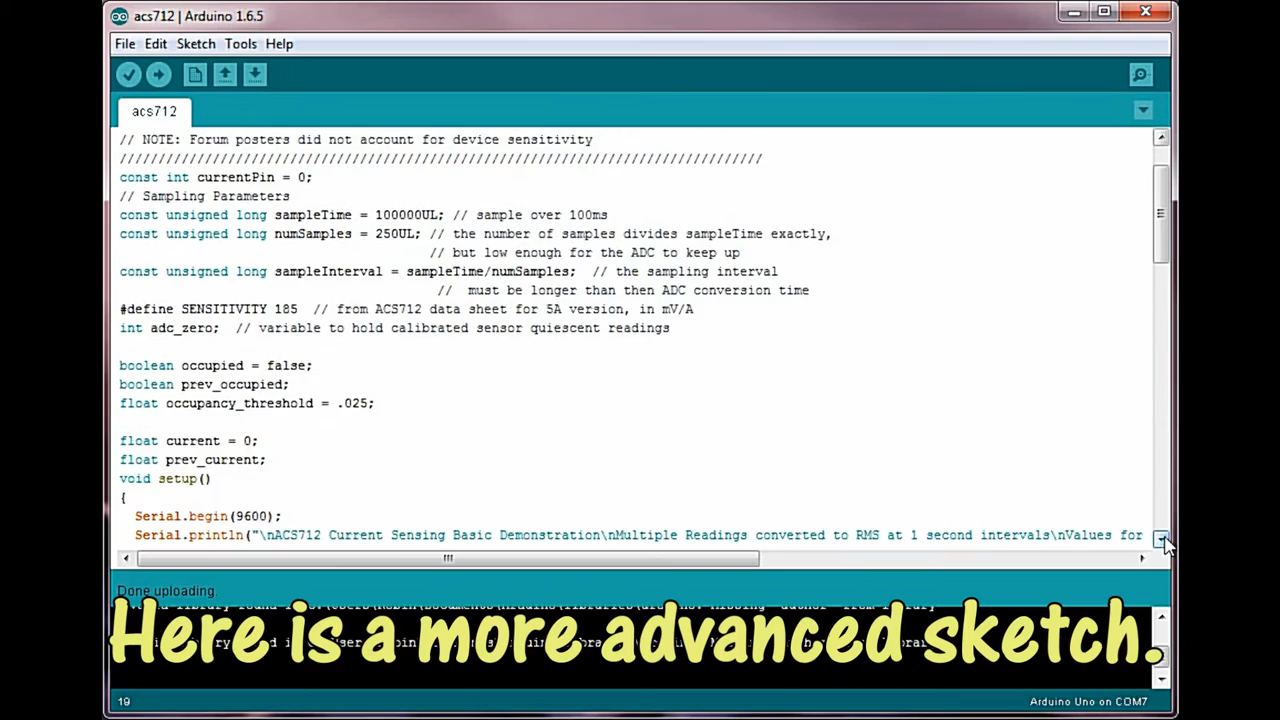 acs712 | Arduino 1.6.5
File Edit Sketch Tools Help
acs712
// NOTE: Forum posters did not account for device sensitivity
///////////////////////////////////////////////////////////////////////////////////
const int currentPin = 0;
// Sampling Parameters
const unsigned long sampleTime = 100000UL; // sample over 100ms
const unsigned long numSamples = 250UL; // the number of samples divides sampleTime exactly,
// but low enough for the ADC to keep up
const unsigned long sampleInterval = sampleTime/numSamples; // the sampling interval
// must be longer than then ADC conversion time
#define SENSITIVITY 185 // from ACS712 data sheet for 5A version, in mV/A
int adc_zero; // variable to hold calibrated sensor quiescent readings
boolean occupied = false;
boolean prev_occupied;
float occupancy_threshold = .025;
float current = 0;
float prev_current;
void setup()
{
Serial.begin(9600);
Serial.println("\nACS712 Current Sensing Basic Demonstration\nMultiple Readings converted to RMS at 1 second intervals\nValues for
Done uploading.
Here is a more advanced sketch.
19
Arduino Uno on COM7